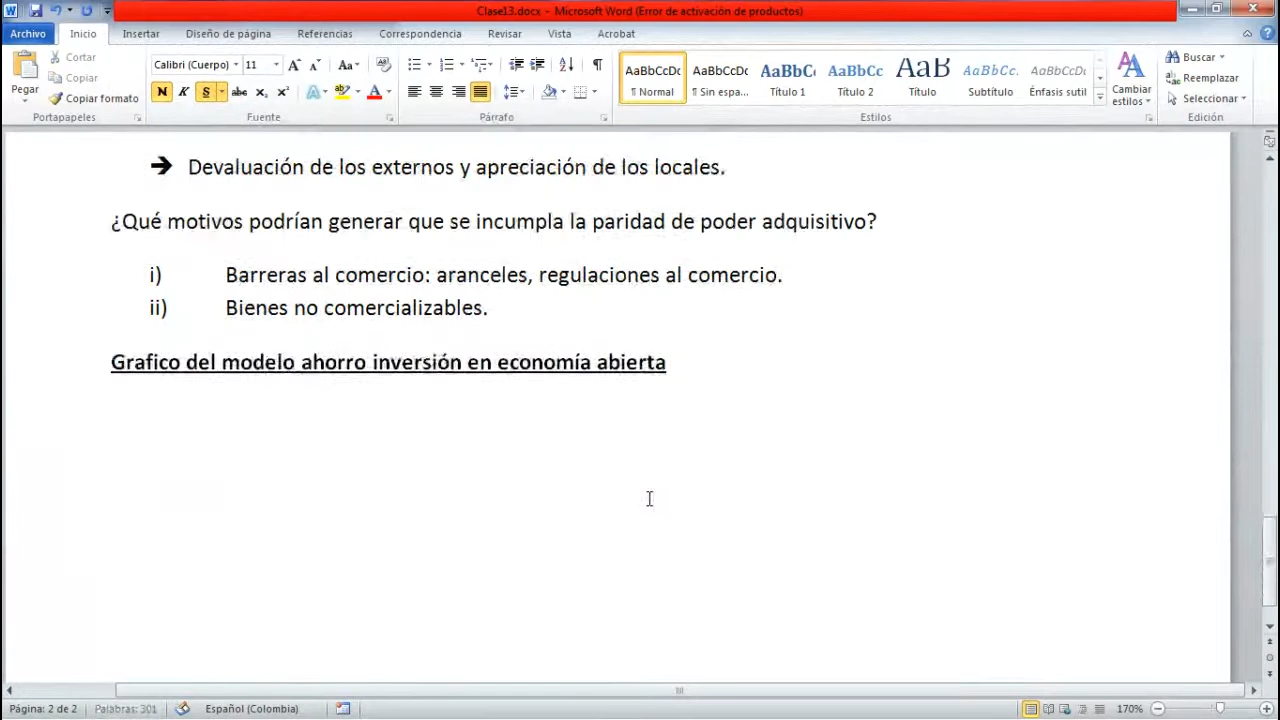 Clase13.docx - Microsoft Word (Error de activación de productos)
Archivo Inicio Insertar Diseño de página Referencias Correspondencia Revisar Vista Acrobat
Pegar
Cortar
Copiar
Copiar formato
Portapapeles
Calibri (Cuerpo) 11
Fuente
Párrafo
AaBbCcDc AaBbCcDc AaBbC AaBbCc AaB AaBbCc. AaBbCcDc
¶ Normal ¶ Sin espa... Título 1 Título 2 Título Subtítulo Énfasis sutil
Cambiar estilos
Estilos
Buscar
Reemplazar
Seleccionar
Edición
➔ Devaluación de los externos y apreciación de los locales.
¿Qué motivos podrían generar que se incumpla la paridad de poder adquisitivo?
i) Barreras al comercio: aranceles, regulaciones al comercio.
ii) Bienes no comercializables.
Grafico del modelo ahorro inversión en economía abierta
Página: 2 de 2 Palabras: 301 Español (Colombia) 170%